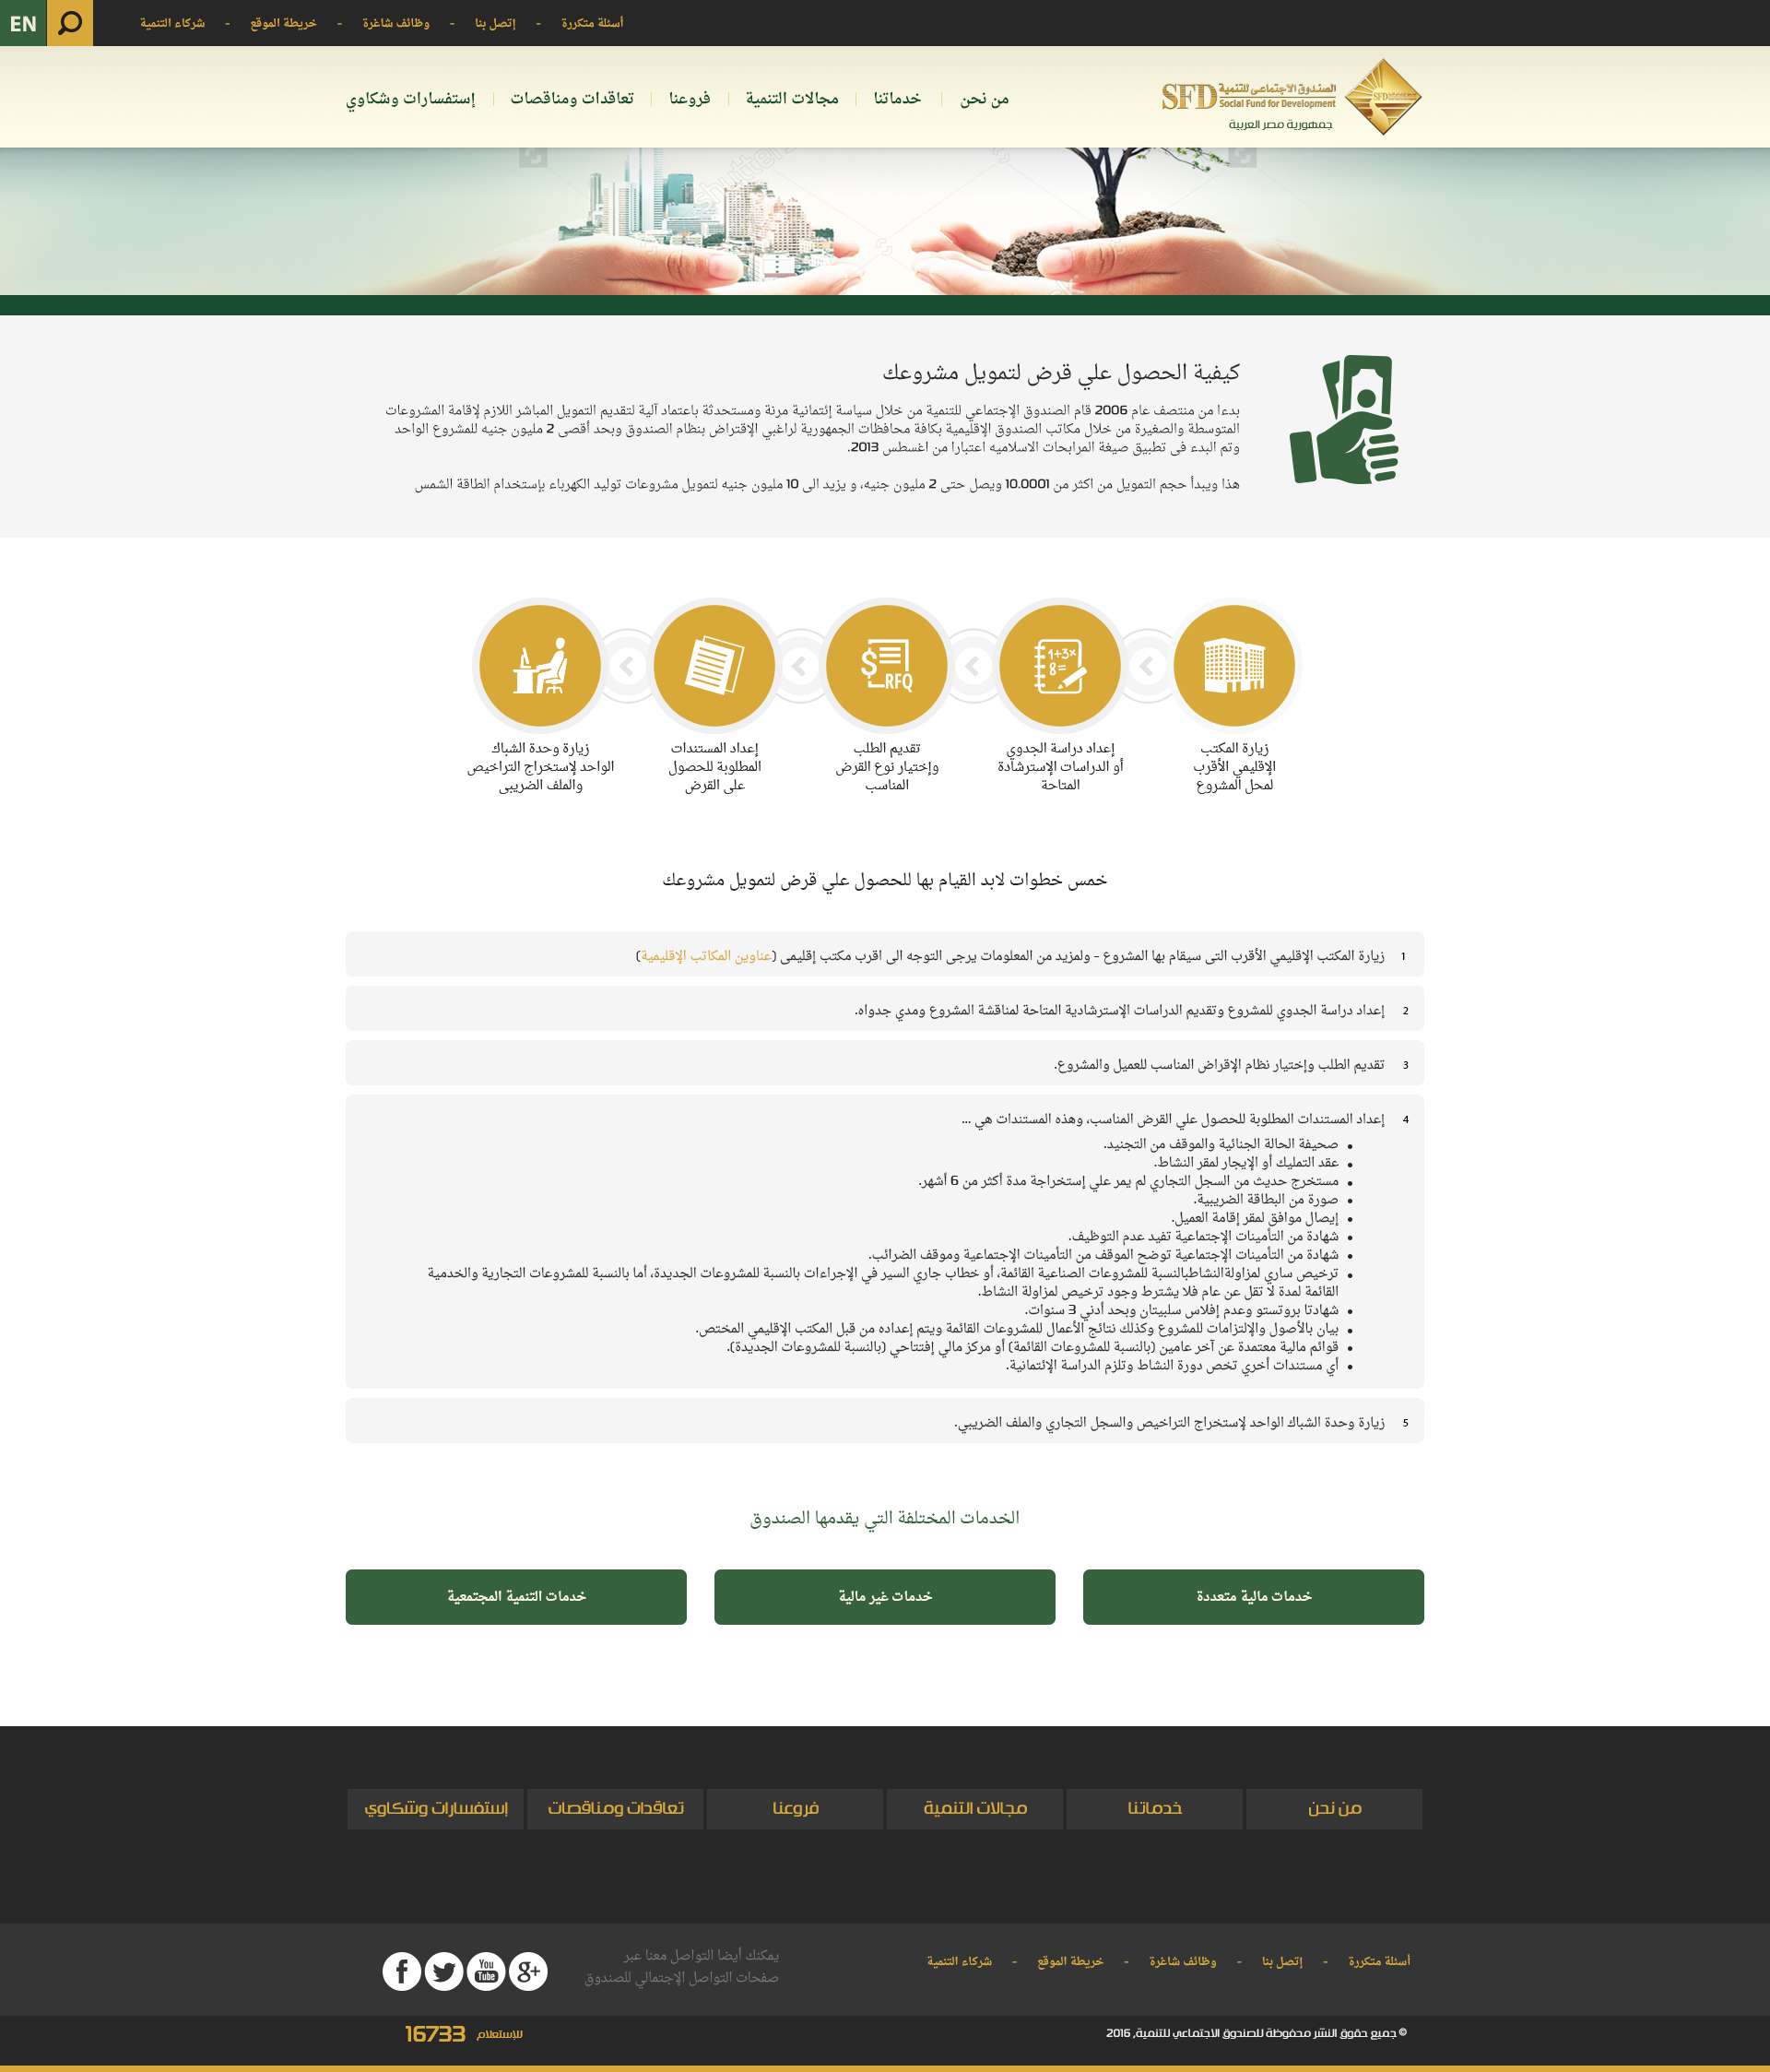 أسئلة متكررة - إتصل بنا - وظائف شاغرة - خريطة الموقع - شركاء التنمية
EN
SFD
الصندوق الاجتماعى للتنمية
SFD Social Fund for Development
جمهورية مصر العربية
من نحن
خدماتنا
مجالات التنمية
فروعنا
تعاقدات ومناقصات
إستفسارات وشكاوي
كيفية الحصول علي قرض لتمويل مشروعك
بدءا من منتصف عام 2006 قام الصندوق الإجتماعي للتنمية من خلال سياسة إئتمانية مرنة ومستحدثة باعتماد آلية لتقديم التمويل المباشر اللازم لإقامة المشروعات
المتوسطة والصغيرة من خلال مكاتب الصندوق الإقليمية بكافة محافظات الجمهورية لراغبي الإقتراض بنظام الصندوق وبحد أقصى 2 مليون جنيه للمشروع الواحد
وتم البدء فى تطبيق صيغة المرابحات الاسلاميه اعتبارا من اغسطس 2013.
هذا ويبدأ حجم التمويل من اكثر من 10.0001 ويصل حتى 2 مليون جنيه، و يزيد الى 10 مليون جنيه لتمويل مشروعات توليد الكهرباء بإستخدام الطاقة الشمس
1+3×
8=
$
RFQ
زيارة المكتب
الإقليمي الأقرب
لمحل المشروع
إعداد دراسة الجدوي
أو الدراسات الإسترشادة
المتاحة
تقديم الطلب
وإختيار نوع القرض
المناسب
إعداد المستندات
المطلوبة للحصول
على القرض
زيارة وحدة الشباك
الواحد لإستخراج التراخيص
والملف الضريبى
خمس خطوات لابد القيام بها للحصول علي قرض لتمويل مشروعك
1 زيارة المكتب الإقليمي الأقرب التى سيقام بها المشروع - ولمزيد من المعلومات يرجى التوجه الى اقرب مكتب إقليمى (عناوين المكاتب الإقليمية)
2 إعداد دراسة الجدوي للمشروع وتقديم الدراسات الإسترشادية المتاحة لمناقشة المشروع ومدي جدواه.
3 تقديم الطلب وإختيار نظام الإقراض المناسب للعميل والمشروع.
4 إعداد المستندات المطلوبة للحصول علي القرض المناسب، وهذه المستندات هي ...
• صحيفة الحالة الجنائية والموقف من التجنيد.
• عقد التمليك أو الإيجار لمقر النشاط.
• مستخرج حديث من السجل التجاري لم يمر علي إستخراجة مدة أكثر من 6 أشهر.
• صورة من البطاقة الضريبية.
• إيصال موافق لمقر إقامة العميل.
• شهادة من التأمينات الإجتماعية تفيد عدم التوظيف.
• شهادة من التأمينات الإجتماعية توضح الموقف من التأمينات الإجتماعية وموقف الضرائب.
• ترخيص ساري لمزاولةالنشاطبالنسبة للمشروعات الصناعية القائمة، أو خطاب جاري السير في الإجراءات بالنسبة للمشروعات الجديدة، أما بالنسبة للمشروعات التجارية والخدمية
القائمة لمدة لا تقل عن عام فلا يشترط وجود ترخيص لمزاولة النشاط.
• شهادتا بروتستو وعدم إفلاس سلبيتان وبحد أدني 3 سنوات.
• بيان بالأصول والإلتزامات للمشروع وكذلك نتائج الأعمال للمشروعات القائمة ويتم إعداده من قبل المكتب الإقليمي المختص.
• قوائم مالية معتمدة عن آخر عامين (بالنسبة للمشروعات القائمة) أو مركز مالي إفتتاحي (بالنسبة للمشروعات الجديدة).
• أي مستندات أخري تخص دورة النشاط وتلزم الدراسة الإئتمانية.
5 زيارة وحدة الشباك الواحد لإستخراج التراخيص والسجل التجاري والملف الضريبي.
الخدمات المختلفة التي يقدمها الصندوق
خدمات مالية متعددة
خدمات غير مالية
خدمات التنمية المجتمعية
من نحن
خدماتنا
مجالات التنمية
فروعنا
تعاقدات ومناقصات
إستفسارات وشكاوي
أسئلة متكررة - إتصل بنا - وظائف شاغرة - خريطة الموقع - شركاء التنمية
يمكنك أيضا التواصل معنا عبر
صفحات التواصل الإجتمالي للصندوق
g+
You
Tube
f
© جميع حقوق النشر محفوظة للصندوق الاجتماعي للتنمية, 2016
للإستعلام 16733